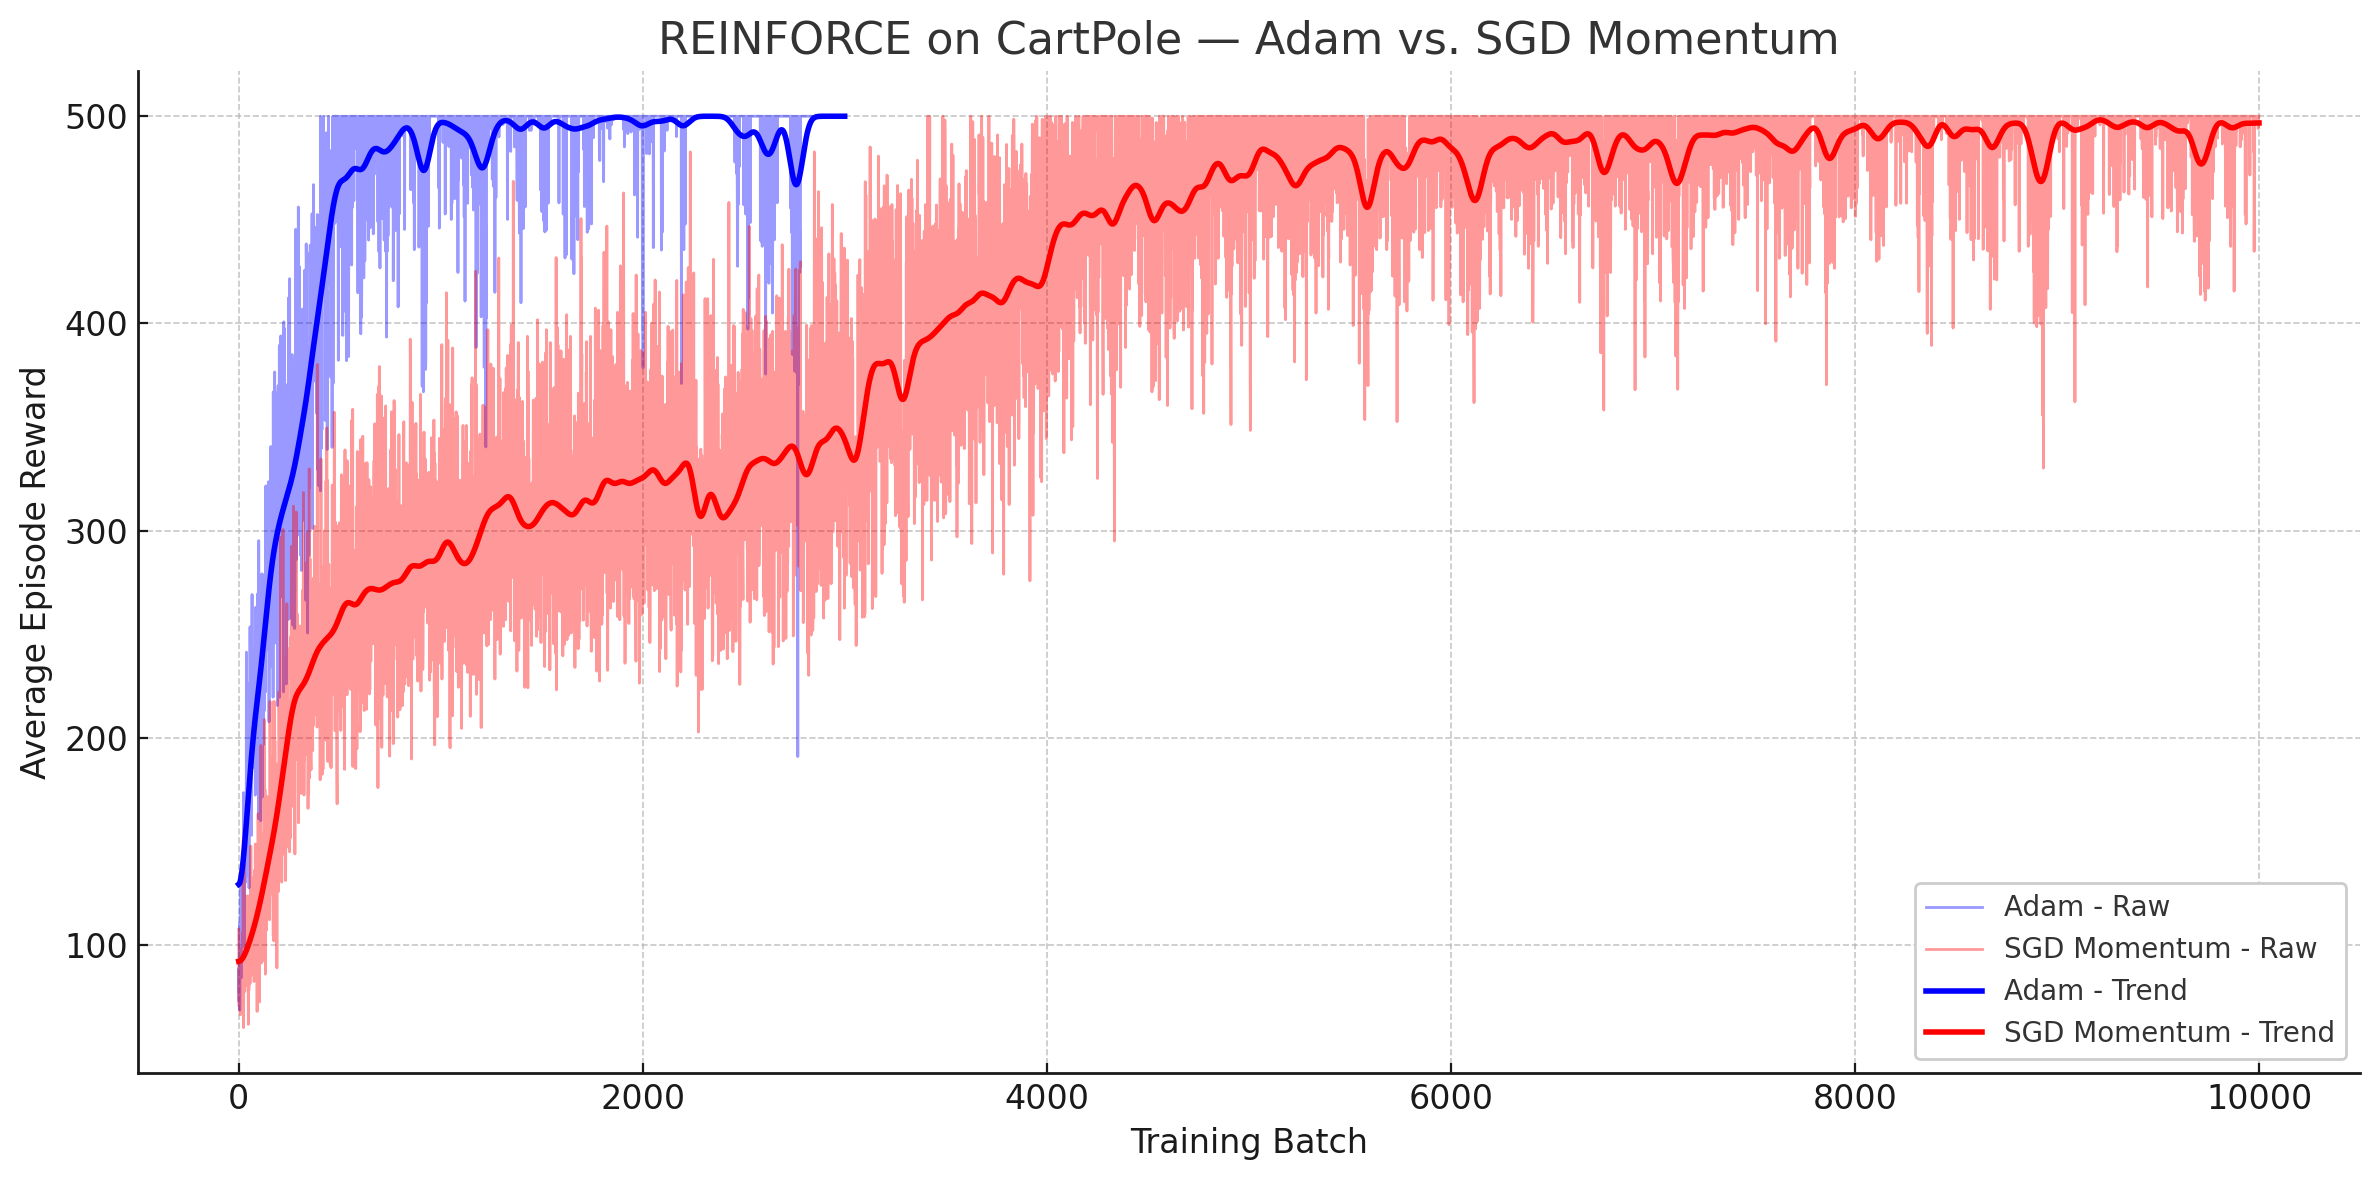 REINFORCE on CartPole — Adam vs. SGD Momentum
Average Episode Reward
500
400
300
200
100
0
2000
4000
6000
8000
10000
Training Batch
Adam - Raw
SGD Momentum - Raw
Adam - Trend
SGD Momentum - Trend